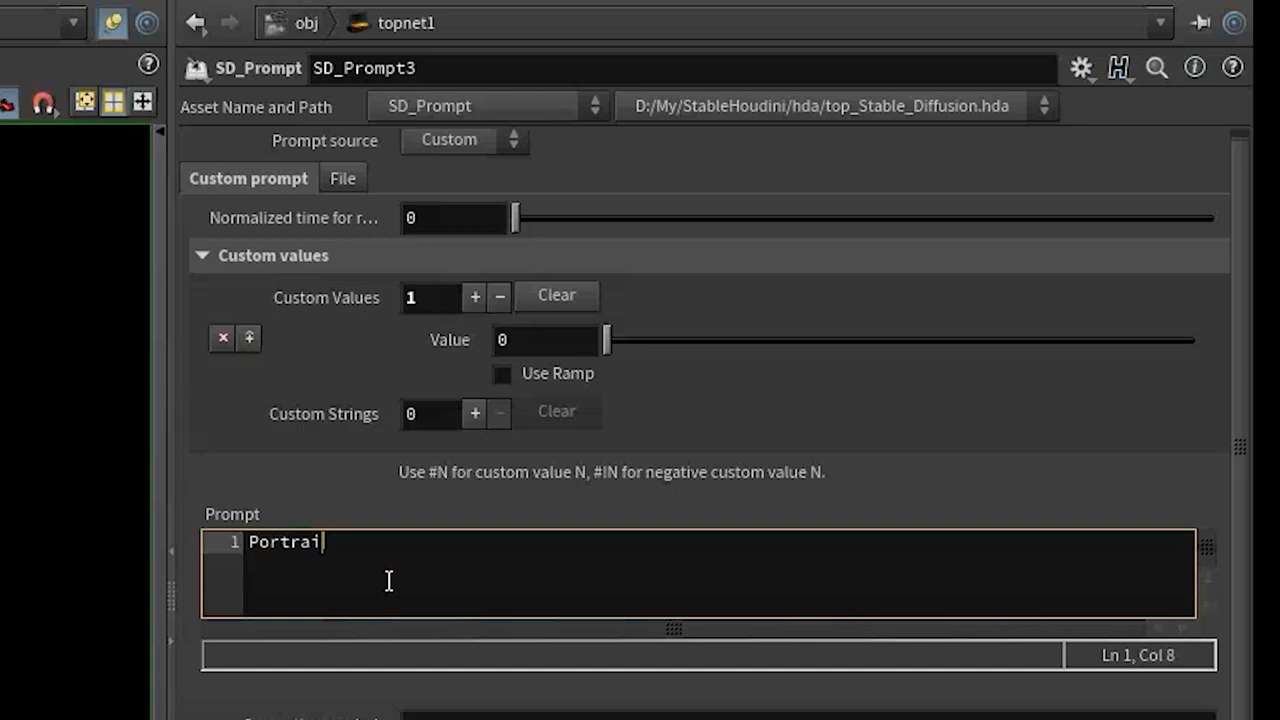 obj topnet1
SD_Prompt SD_Prompt3
Asset Name and Path SD_Prompt D:/My/StableHoudini/hda/top_Stable_Diffusion.hda
Prompt source Custom
Custom prompt File
Normalized time for r... 0
Custom values
Custom Values 1 + − Clear
Value 0
Use Ramp
Custom Strings 0 + − Clear
Use #N for custom value N, #!N for negative custom value N.
Prompt
1 Portrai
Ln 1, Col 8